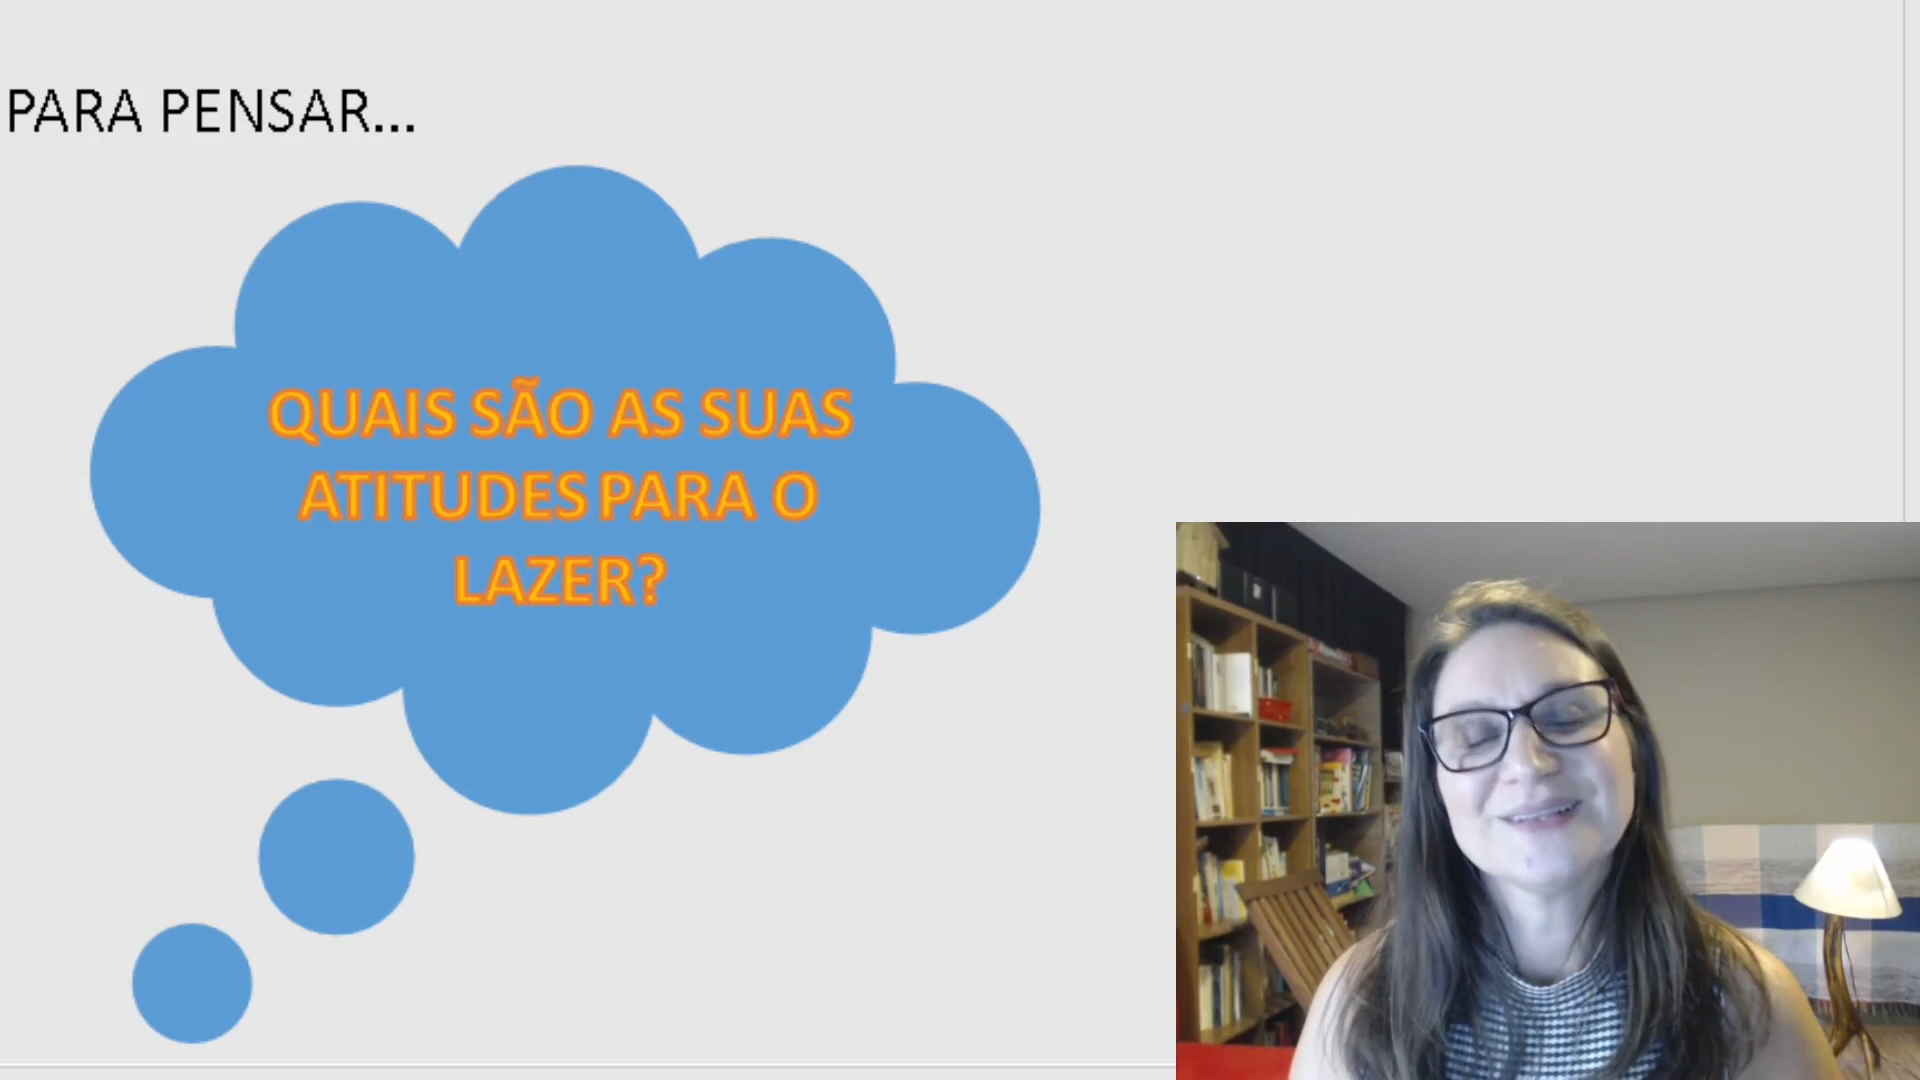 PARA PENSAR...
QUAIS SÃO AS SUAS
ATITUDES PARA O
LAZER?